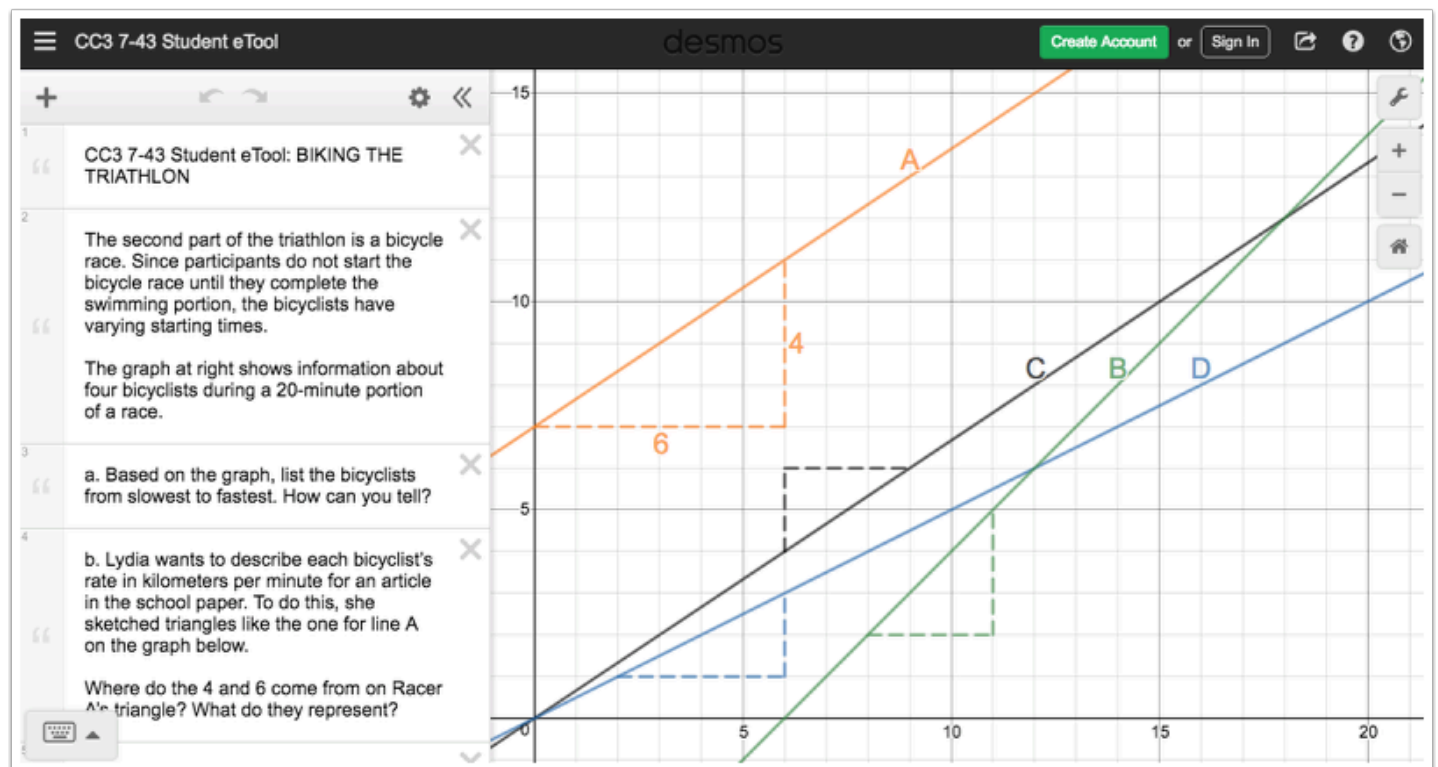 CC3 7-43 Student eTool
desmos
Create Account or Sign In
1
CC3 7-43 Student eTool: BIKING THE
TRIATHLON
2
The second part of the triathlon is a bicycle
race. Since participants do not start the
bicycle race until they complete the
swimming portion, the bicyclists have
varying starting times.
The graph at right shows information about
four bicyclists during a 20-minute portion
of a race.
3
a. Based on the graph, list the bicyclists
from slowest to fastest. How can you tell?
4
b. Lydia wants to describe each bicyclist's
rate in kilometers per minute for an article
in the school paper. To do this, she
sketched triangles like the one for line A
on the graph below.
Where do the 4 and 6 come from on Racer
A's triangle? What do they represent?
5
15
A
10
4
C
B
D
6
5
0
5
10
15
20